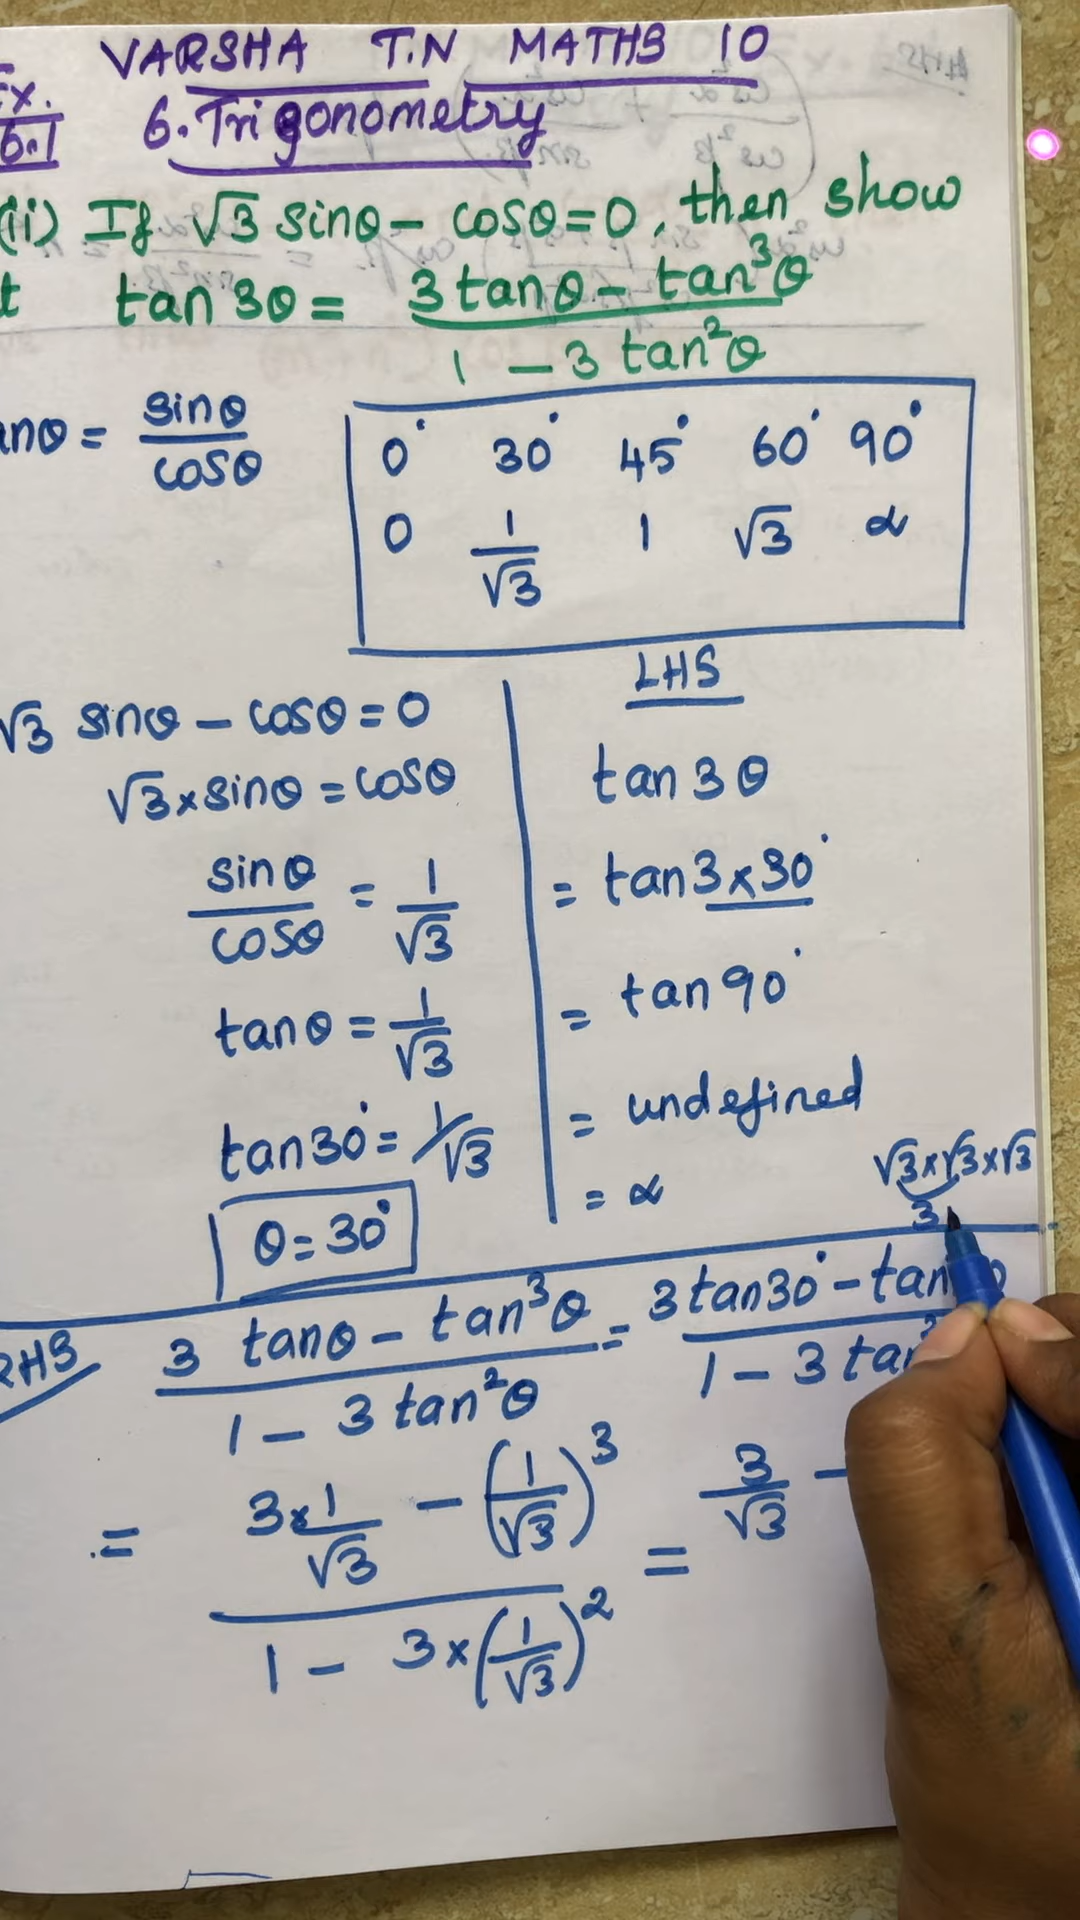 VARSHA T.N MATHS 10
Ex. 6.1
6. Trigonometry
(ii) If √3 sinθ − cosθ = 0, then show
t tan 3θ = (3 tanθ − tan³θ)/(1 − 3 tan²θ)
anθ = sinθ/cosθ
0° 30° 45° 60° 90°
0 1/√3 1 √3 α
√3 sinθ − cosθ = 0
√3 × sinθ = cosθ
sinθ/cosθ = 1/√3
tanθ = 1/√3
tan30° = 1/√3
θ = 30°
LHS
tan 3θ
= tan 3×30°
= tan 90°
= undefined
= α
√3×√3×√3
3
RHS (3 tanθ − tan³θ)/(1 − 3 tan²θ) = (3 tan30° − tan)/(1 − 3 tan²)
= (3×1/√3 − (1/√3)³)/(1 − 3×(1/√3)²) = 3/√3 −